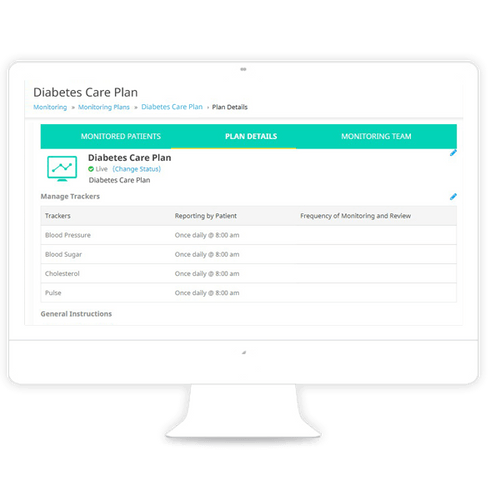 Diabetes Care Plan
Monitoring » Monitoring Plans » Diabetes Care Plan - Plan Details
MONITORED PATIENTS PLAN DETAILS MONITORING TEAM
Diabetes Care Plan
Live (Change Status)
Diabetes Care Plan
Manage Trackers
Trackers Reporting by Patient Frequency of Monitoring and Review
Blood Pressure Once daily @ 8:00 am
Blood Sugar Once daily @ 8:00 am
Cholesterol Once daily @ 8:00 am
Pulse Once daily @ 8:00 am
General Instructions